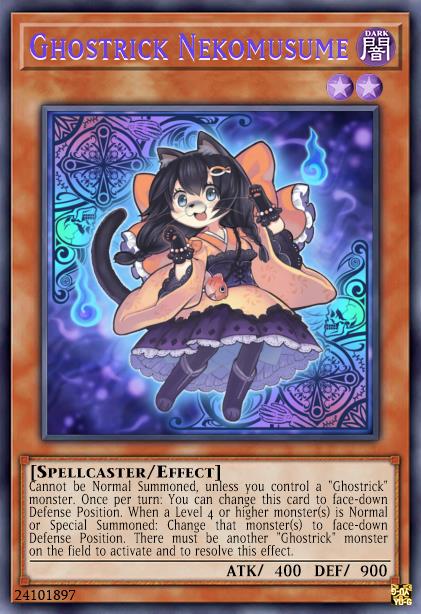 Ghostrick Nekomusume
DARK
闇
[Spellcaster/Effect]
Cannot be Normal Summoned, unless you control a "Ghostrick"
monster. Once per turn: You can change this card to face-down
Defense Position. When a Level 4 or higher monster(s) is Normal
or Special Summoned: Change that monster(s) to face-down
Defense Position. There must be another "Ghostrick" monster
on the field to activate and to resolve this effect.
ATK/ 400 DEF/ 900
24101897